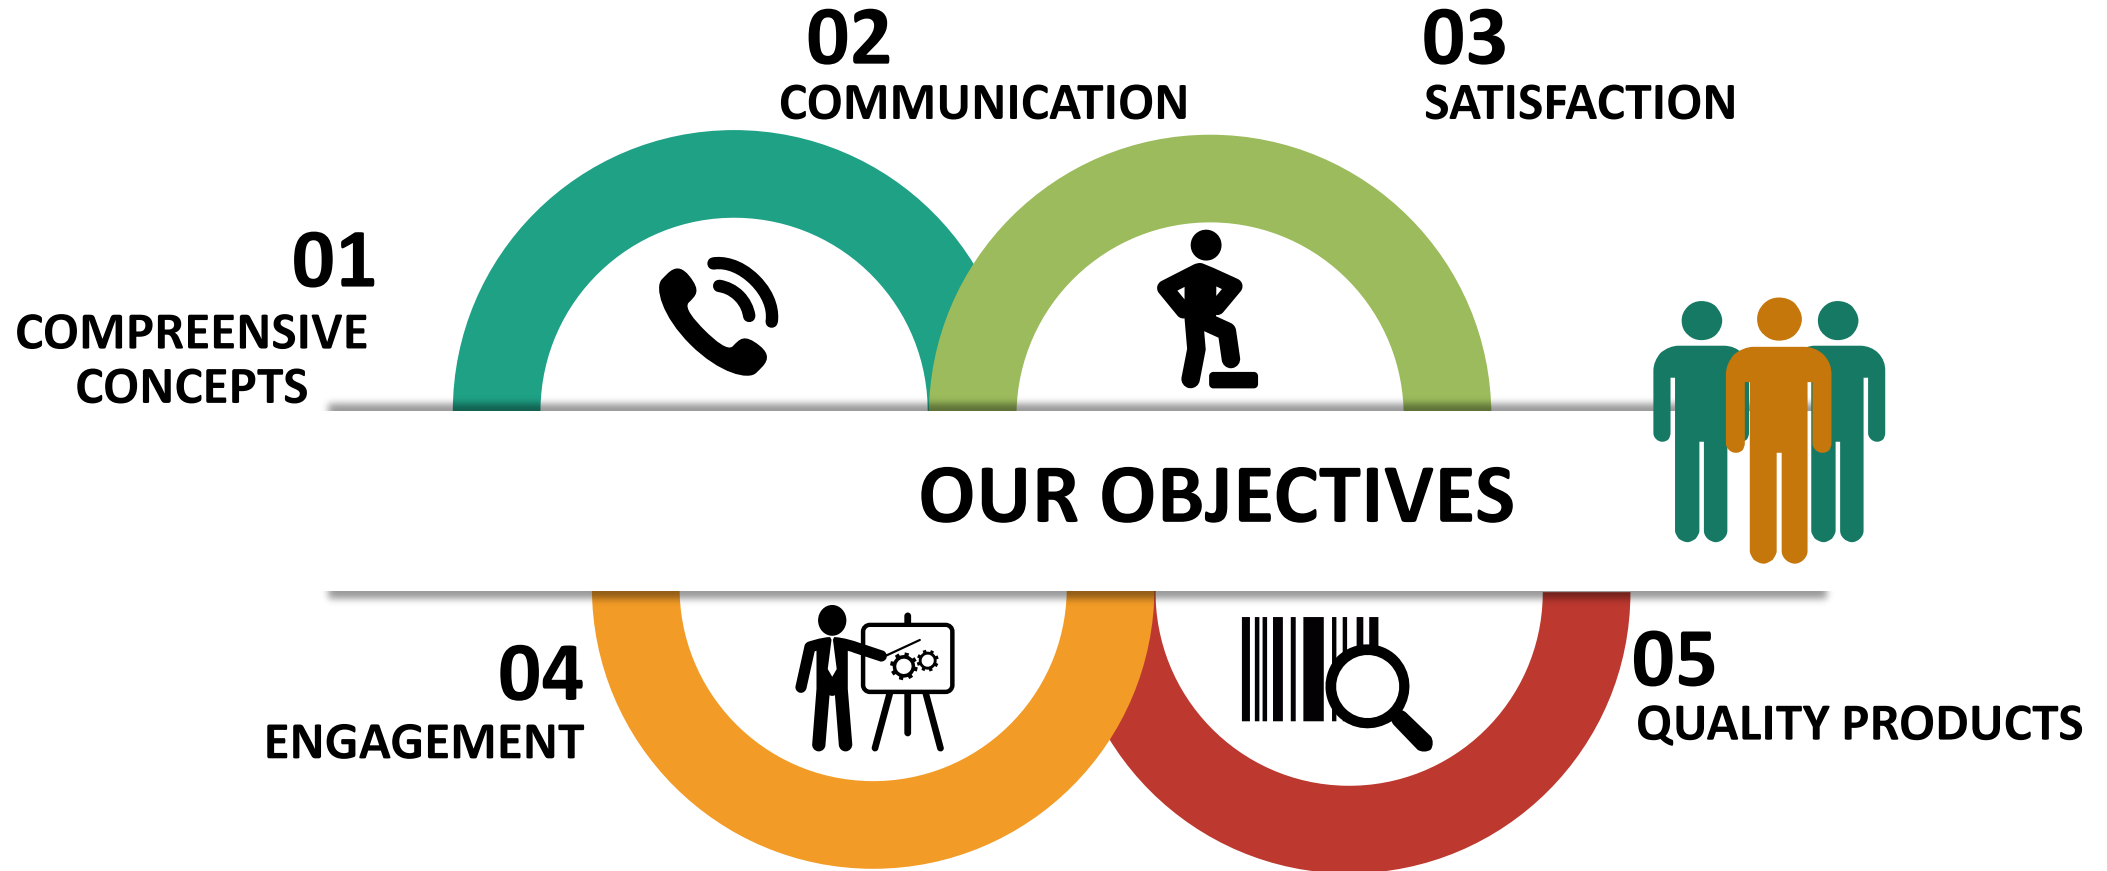 01
COMPREENSIVE
CONCEPTS
02
COMMUNICATION
03
SATISFACTION
OUR OBJECTIVES
04
ENGAGEMENT
05
QUALITY PRODUCTS